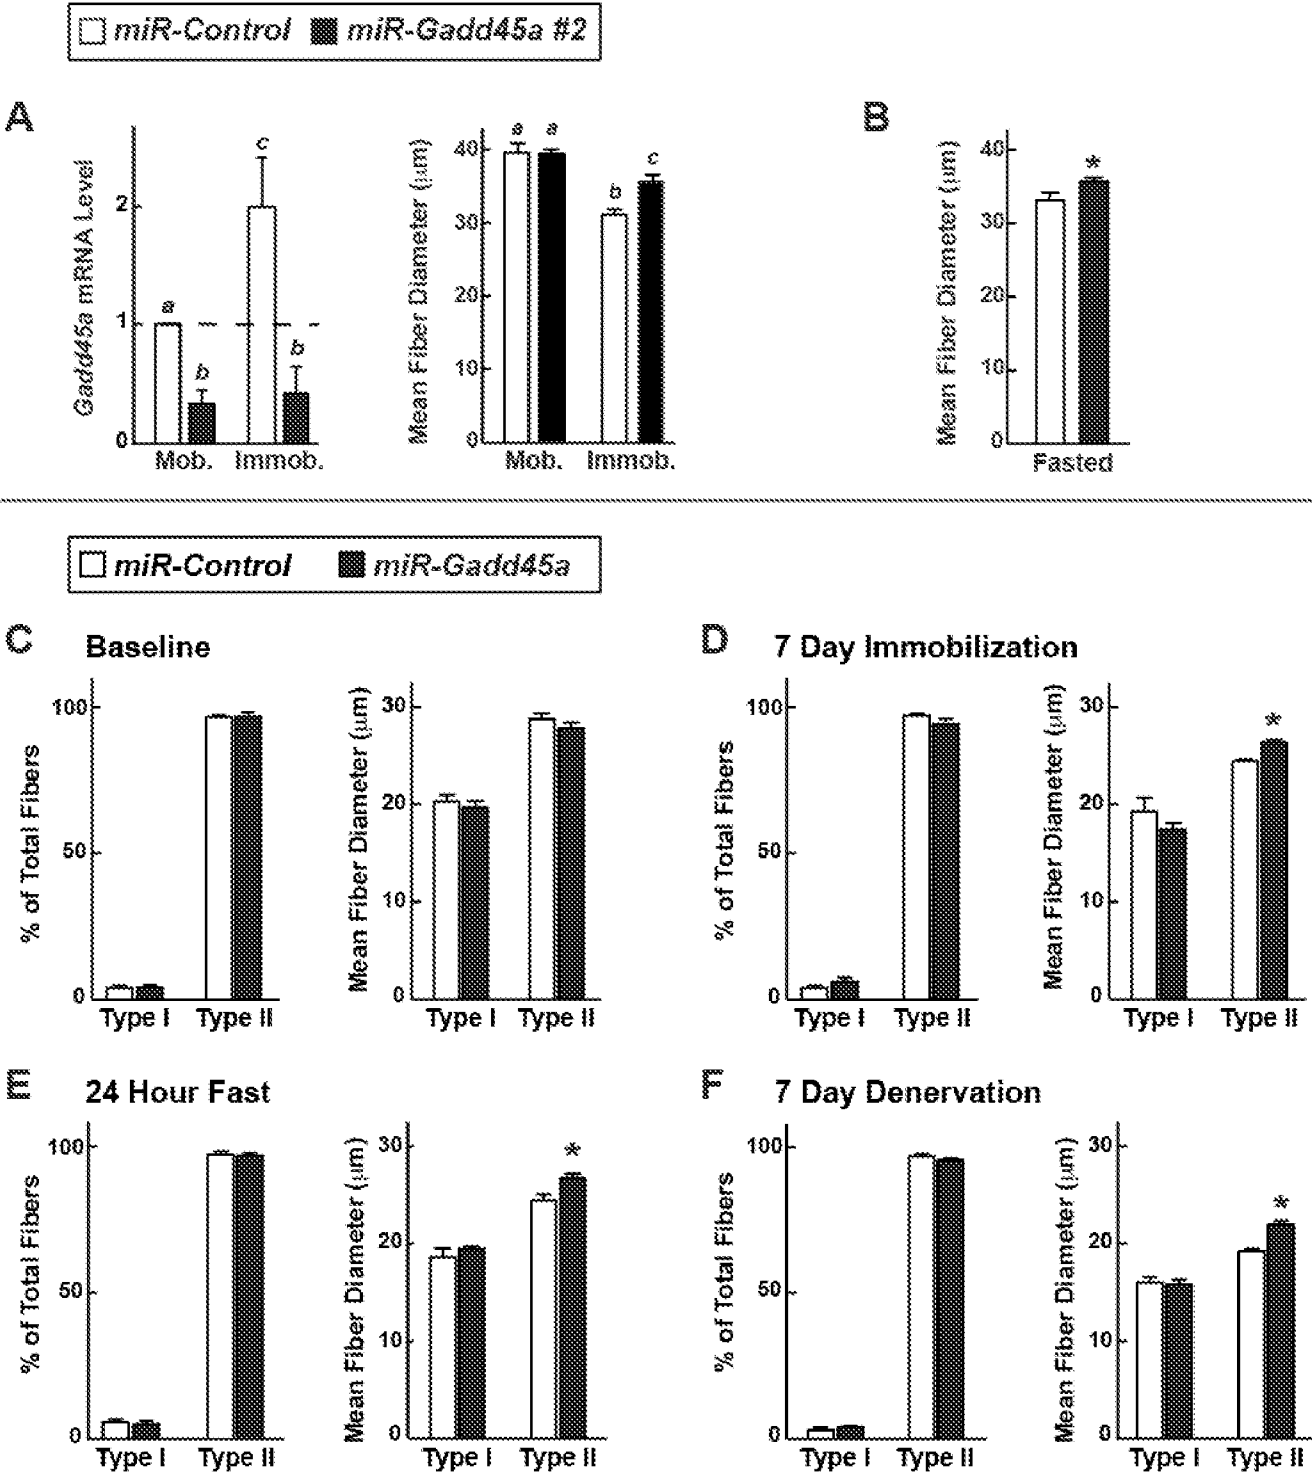 miR-Control miR-Gadd45a #2
A
Gadd45a mRNA Level
2
1
0
a
b
c
b
Mob. Immob.
Mean Fiber Diameter (μm)
40
30
20
10
0
a a
b
c
Mob. Immob.
B
Mean Fiber Diameter (μm)
40
30
20
10
0
*
Fasted
miR-Control miR-Gadd45a
C Baseline
% of Total Fibers
100
50
0
Type I Type II
Mean Fiber Diameter (μm)
30
20
10
0
Type I Type II
D 7 Day Immobilization
% of Total Fibers
100
50
0
Type I Type II
Mean Fiber Diameter (μm)
30
20
10
0
*
Type I Type II
E 24 Hour Fast
% of Total Fibers
100
50
0
Type I Type II
Mean Fiber Diameter (μm)
30
20
10
0
*
Type I Type II
F 7 Day Denervation
% of Total Fibers
100
50
0
Type I Type II
Mean Fiber Diameter (μm)
30
20
10
0
*
Type I Type II